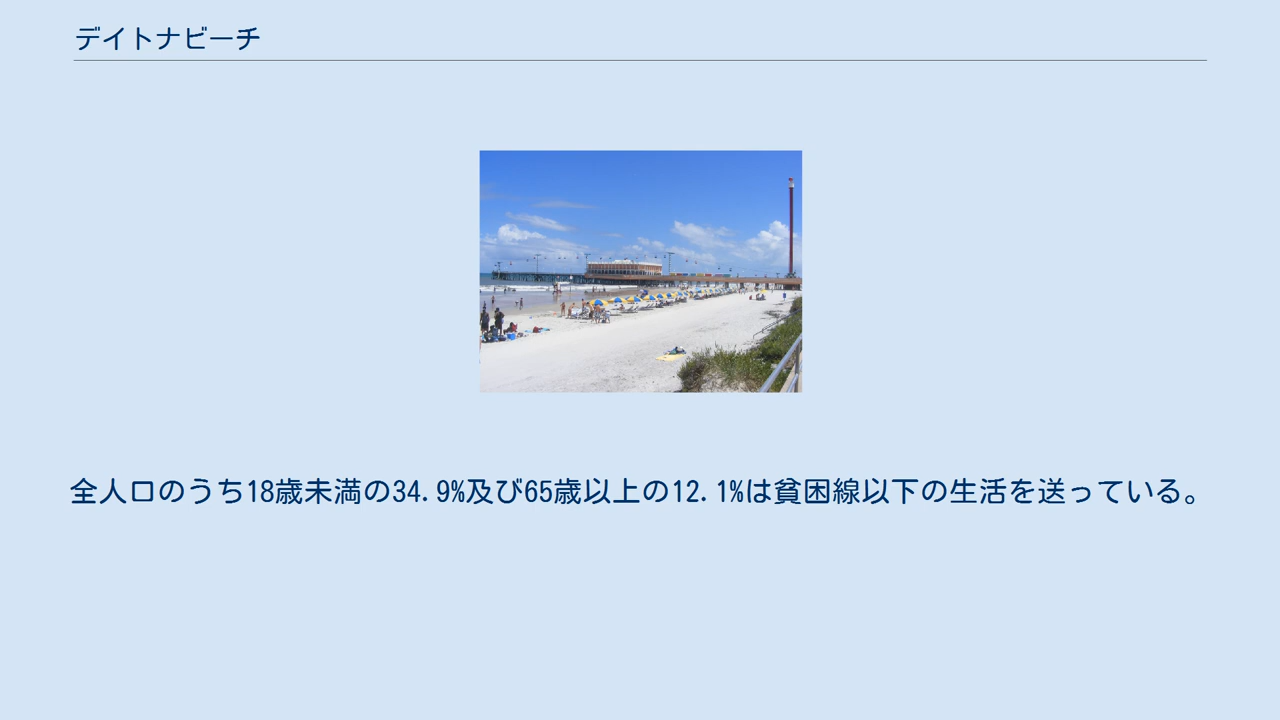 デイトナビーチ
全人口のうち18歳未満の34.9%及び65歳以上の12.1%は貧困線以下の生活を送っている。